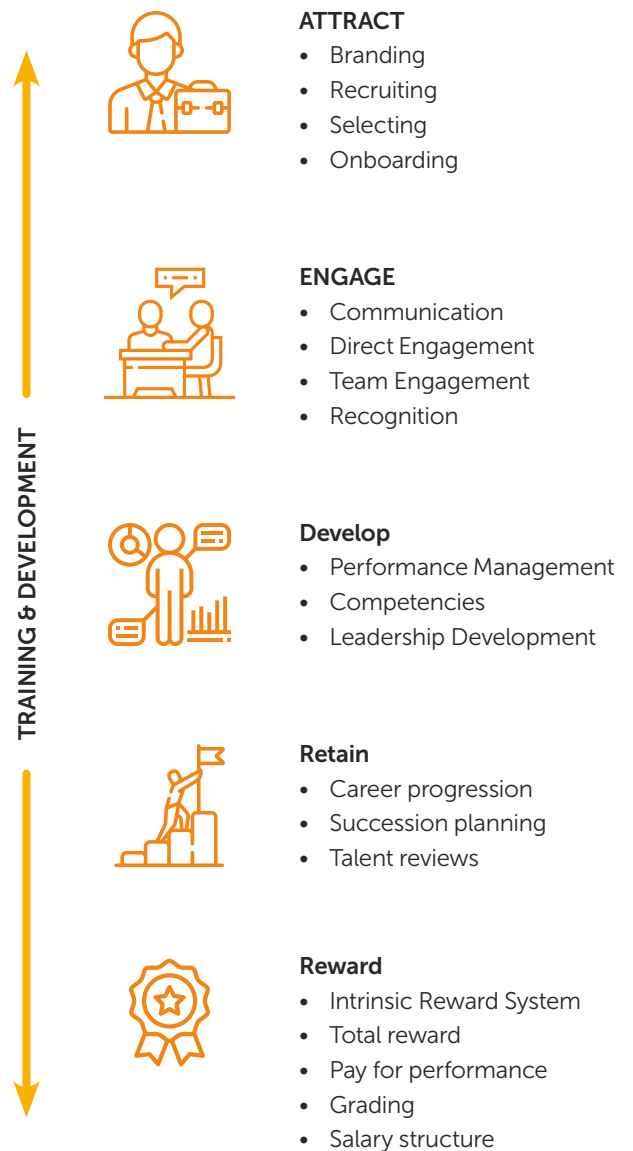 ATTRACT
• Branding
• Recruiting
• Selecting
• Onboarding
ENGAGE
• Communication
• Direct Engagement
• Team Engagement
• Recognition
TRAINING & DEVELOPMENT
Develop
• Performance Management
• Competencies
• Leadership Development
Retain
• Career progression
• Succession planning
• Talent reviews
Reward
• Intrinsic Reward System
• Total reward
• Pay for performance
• Grading
• Salary structure